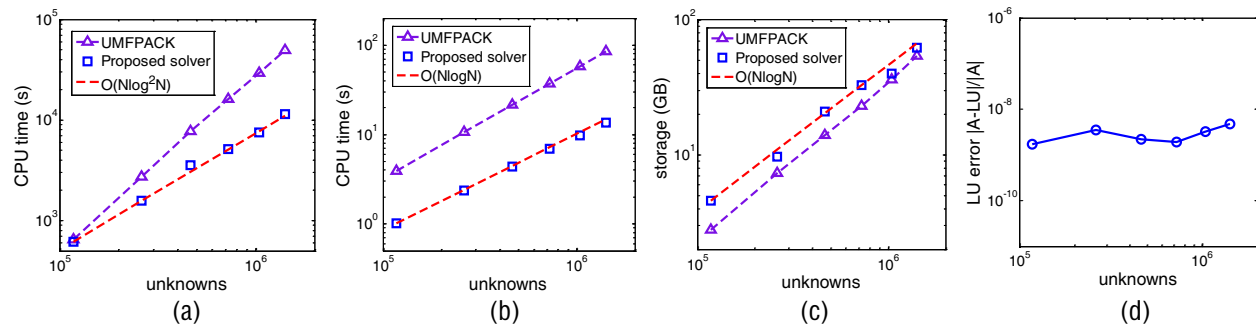 10^5
10^4
10^3
CPU time (s)
UMFPACK
Proposed solver
O(Nlog^2N)
10^5
10^6
unknowns
(a)
10^2
10^1
10^0
CPU time (s)
UMFPACK
Proposed solver
O(NlogN)
10^5
10^6
unknowns
(b)
10^2
10^1
storage (GB)
UMFPACK
Proposed solver
O(NlogN)
10^5
10^6
unknowns
(c)
10^-6
10^-8
10^-10
LU error |A-LU|/|A|
10^5
10^6
unknowns
(d)